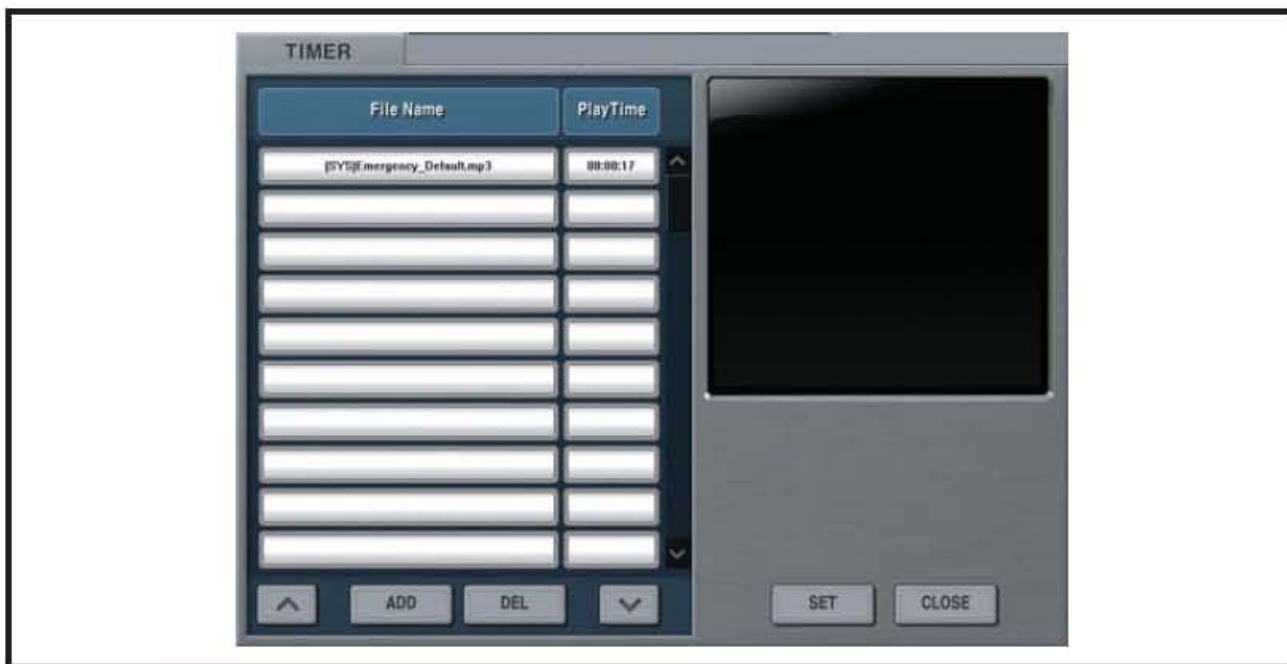 TIMER
File Name PlayTime
[SYS]Emergency_Default.mp3 00:00:17
ADD DEL SET CLOSE